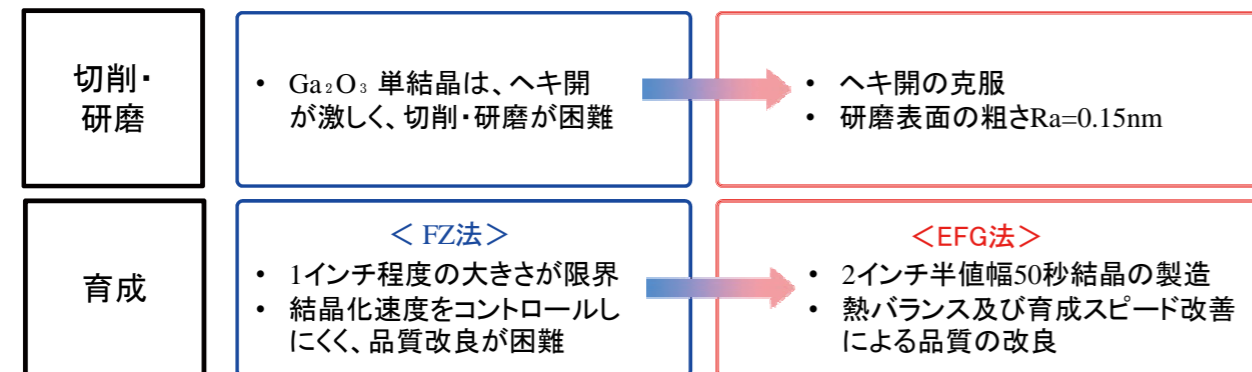 切削・
研磨
• Ga₂O₃ 単結晶は、ヘキ開
が激しく、切削・研磨が困難
• ヘキ開の克服
• 研磨表面の粗さRa=0.15nm
育成
＜FZ法＞
• 1インチ程度の大きさが限界
• 結晶化速度をコントロールし
にくく、品質改良が困難
＜EFG法＞
• 2インチ半値幅50秒結晶の製造
• 熱バランス及び育成スピード改善
による品質の改良